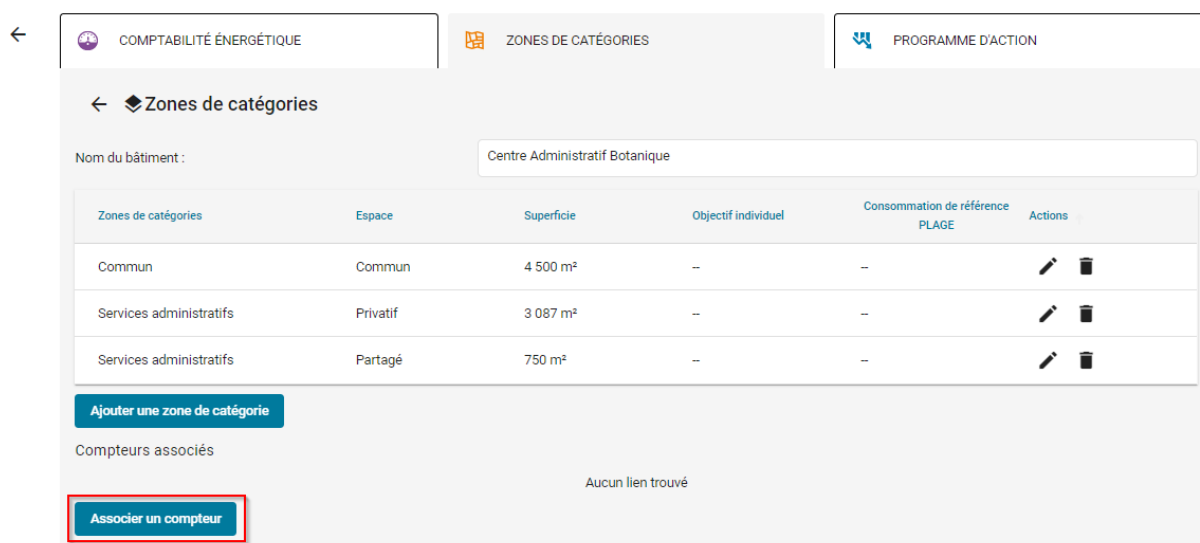 COMPTABILITÉ ÉNERGÉTIQUE ZONES DE CATÉGORIES PROGRAMME D'ACTION
Zones de catégories
Nom du bâtiment : Centre Administratif Botanique
Zones de catégories Espace Superficie Objectif individuel Consommation de référence PLAGE Actions
Commun Commun 4 500 m² -- --
Services administratifs Privatif 3 087 m² -- --
Services administratifs Partagé 750 m² -- --
Ajouter une zone de catégorie
Compteurs associés
Aucun lien trouvé
Associer un compteur